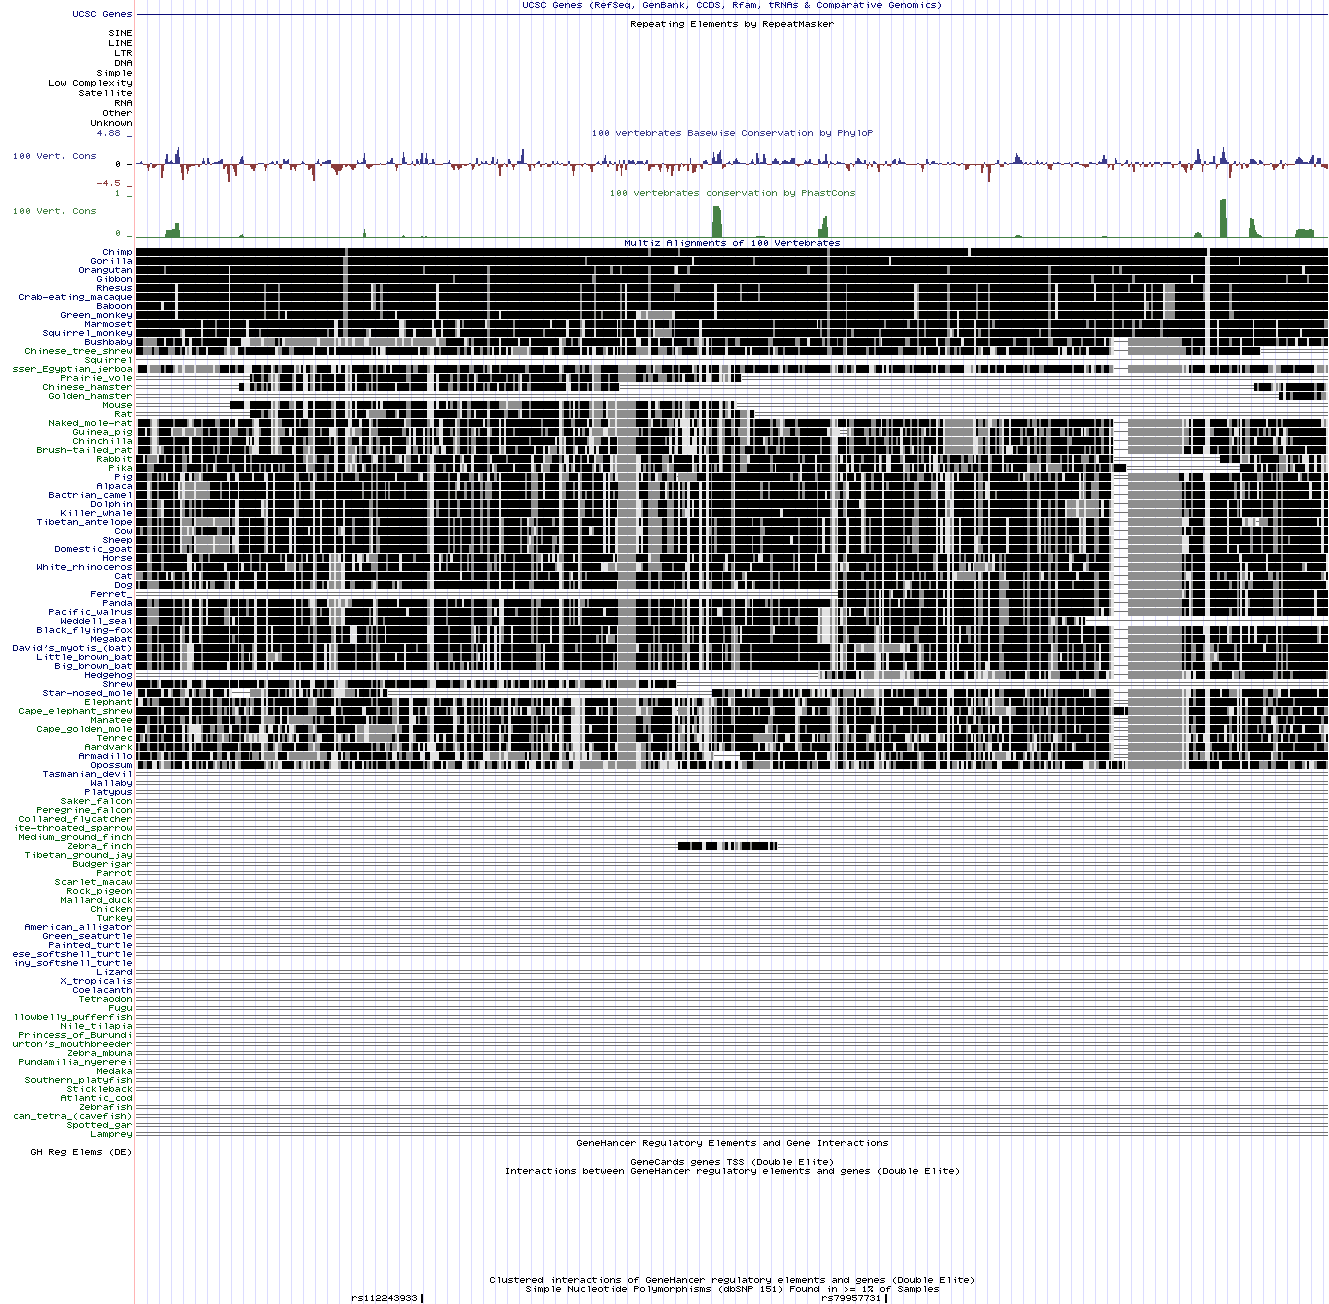 UCSC Genes (RefSeq, GenBank, CCDS, Rfam, tRNAs & Comparative Genomics)
UCSC Genes
Repeating Elements by RepeatMasker
SINE
LINE
LTR
DNA
Simple
Low Complexity
Satellite
RNA
Other
Unknown
4.88 _
100 vertebrates Basewise Conservation by PhyloP
100 Vert. Cons
0 -
-4.5 _
100 vertebrates conservation by PhastCons
1 _
100 Vert. Cons
0 _
Multiz Alignments of 100 Vertebrates
Chimp
Gorilla
Orangutan
Gibbon
Rhesus
Crab-eating_macaque
Baboon
Green_monkey
Marmoset
Squirrel_monkey
Bushbaby
Chinese_tree_shrew
Squirrel
sser_Egyptian_jerboa
Prairie_vole
Chinese_hamster
Golden_hamster
Mouse
Rat
Naked_mole-rat
Guinea_pig
Chinchilla
Brush-tailed_rat
Rabbit
Pika
Pig
Alpaca
Bactrian_camel
Dolphin
Killer_whale
Tibetan_antelope
Cow
Sheep
Domestic_goat
Horse
White_rhinoceros
Cat
Dog
Ferret_
Panda
Pacific_walrus
Weddell_seal
Black_flying-fox
Megabat
David's_myotis_(bat)
Little_brown_bat
Big_brown_bat
Hedgehog
Shrew
Star-nosed_mole
Elephant
Cape_elephant_shrew
Manatee
Cape_golden_mole
Tenrec
Aardvark
Armadillo
Opossum
Tasmanian_devil
Wallaby
Platypus
Saker_falcon
Peregrine_falcon
Collared_flycatcher
ite-throated_sparrow
Medium_ground_finch
Zebra_finch
Tibetan_ground_jay
Budgerigar
Parrot
Scarlet_macaw
Rock_pigeon
Mallard_duck
Chicken
Turkey
American_alligator
Green_seaturtle
Painted_turtle
ese_softshell_turtle
iny_softshell_turtle
Lizard
X_tropicalis
Coelacanth
Tetraodon
Fugu
llowbelly_pufferfish
Nile_tilapia
Princess_of_Burundi
urton's_mouthbreeder
Zebra_mbuna
Pundamilia_nyererei
Medaka
Southern_platyfish
Stickleback
Atlantic_cod
Zebrafish
can_tetra_(cavefish)
Spotted_gar
Lamprey
GeneHancer Regulatory Elements and Gene Interactions
GH Reg Elems (DE)
GeneCards genes TSS (Double Elite)
Interactions between GeneHancer regulatory elements and genes (Double Elite)
Clustered interactions of GeneHancer regulatory elements and genes (Double Elite)
Simple Nucleotide Polymorphisms (dbSNP 151) Found in >= 1% of Samples
rs112243933 rs79957731